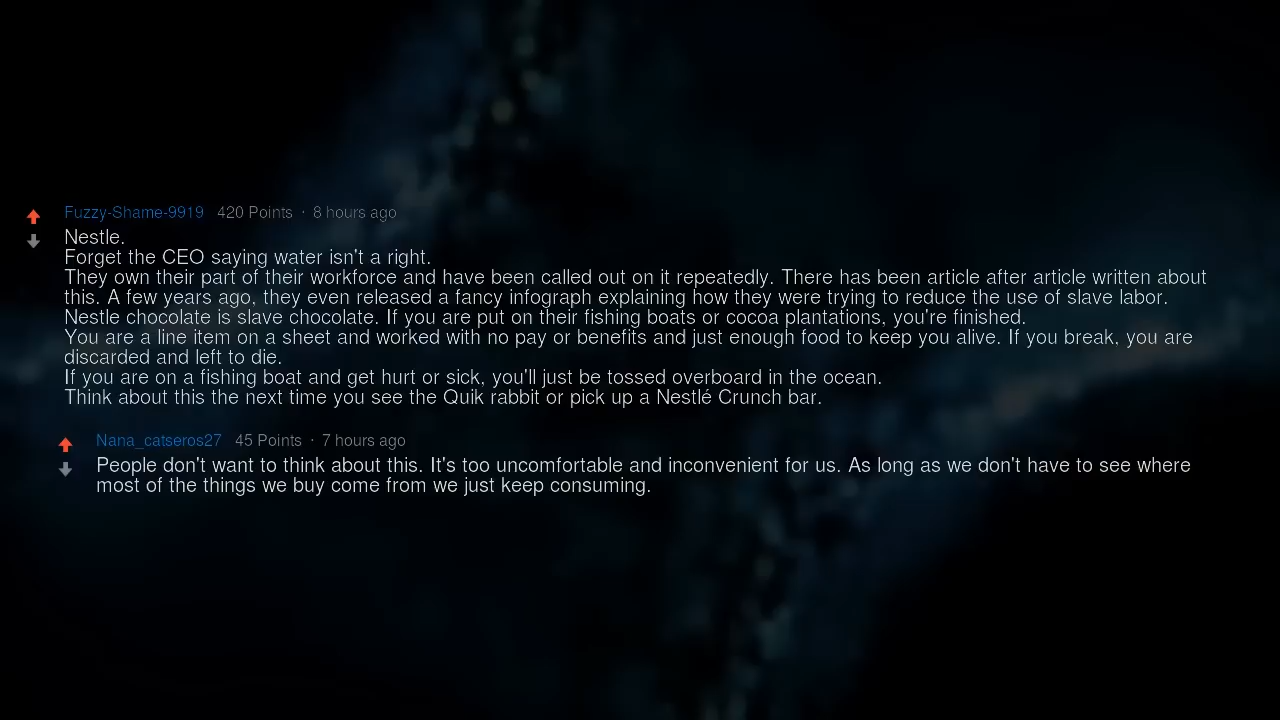 Fuzzy-Shame-9919 420 Points · 8 hours ago
Nestle.
Forget the CEO saying water isn't a right.
They own their part of their workforce and have been called out on it repeatedly. There has been article after article written about
this. A few years ago, they even released a fancy infograph explaining how they were trying to reduce the use of slave labor.
Nestle chocolate is slave chocolate. If you are put on their fishing boats or cocoa plantations, you're finished.
You are a line item on a sheet and worked with no pay or benefits and just enough food to keep you alive. If you break, you are
discarded and left to die.
If you are on a fishing boat and get hurt or sick, you'll just be tossed overboard in the ocean.
Think about this the next time you see the Quik rabbit or pick up a Nestlé Crunch bar.
Nana_catseros27 45 Points · 7 hours ago
People don't want to think about this. It's too uncomfortable and inconvenient for us. As long as we don't have to see where
most of the things we buy come from we just keep consuming.